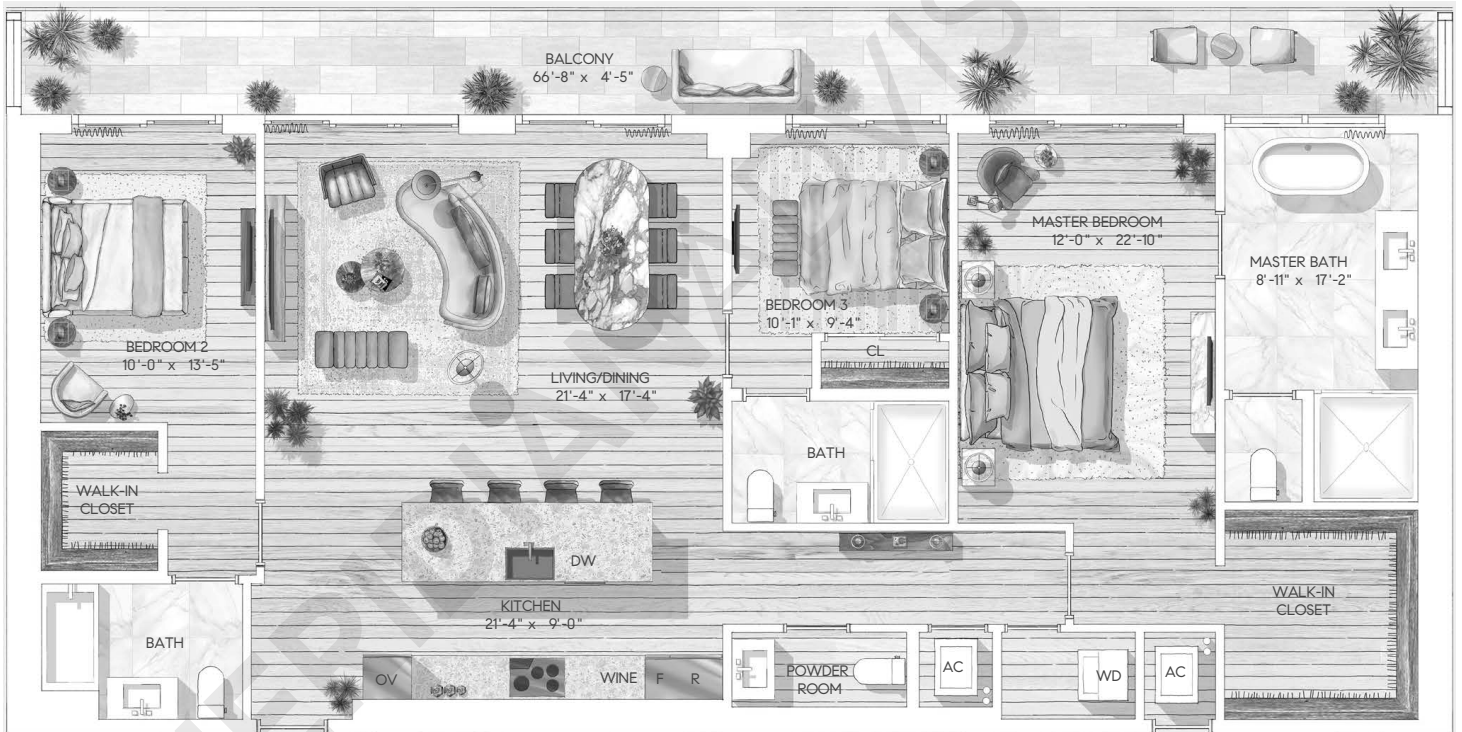 BALCONY
66'-8" x 4'-5"
MASTER BEDROOM
12'-0" x 22'-10"
MASTER BATH
8'-11" x 17'-2"
BEDROOM 3
10'-1" x 9'-4"
BEDROOM 2
10'-0" x 13'-5"
CL
LIVING/DINING
21'-4" x 17'-4"
BATH
WALK-IN
CLOSET
DW
KITCHEN
21'-4" x 9'-0"
WALK-IN
CLOSET
BATH
OV
WINE
F R
POWDER
ROOM
AC
WD
AC